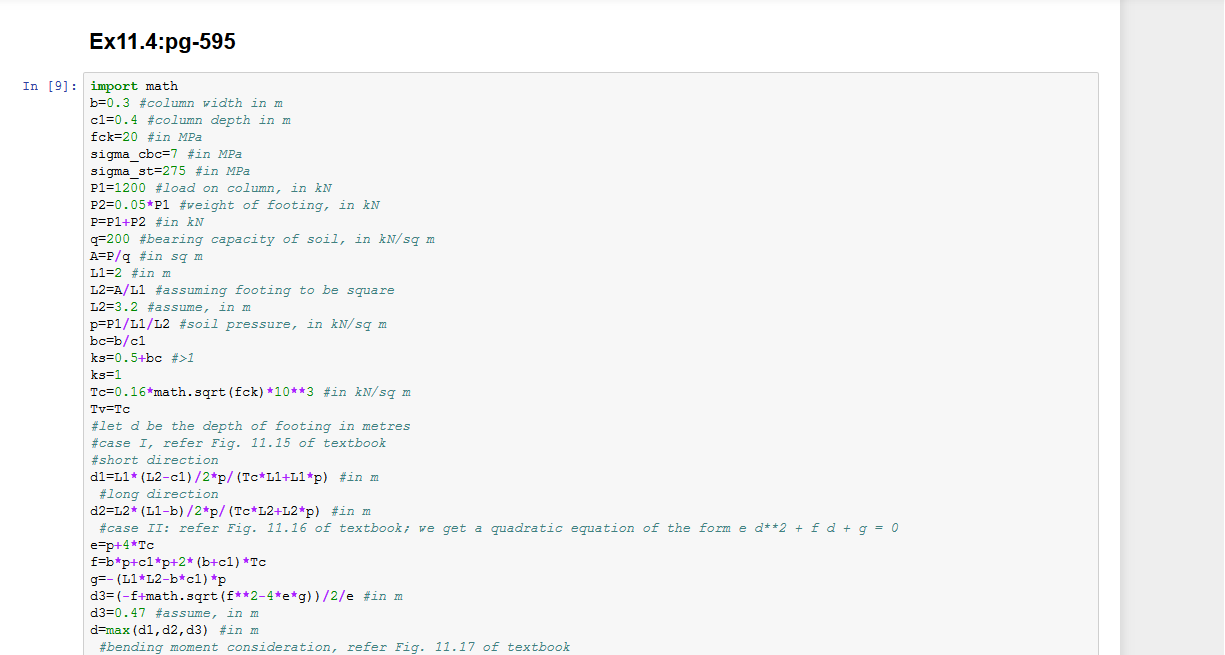 Ex11.4:pg-595
In [9]: import math
b=0.3 #column width in m
c1=0.4 #column depth in m
fck=20 #in MPa
sigma_cbc=7 #in MPa
sigma_st=275 #in MPa
P1=1200 #load on column, in kN
P2=0.05*P1 #weight of footing, in kN
P=P1+P2 #in kN
q=200 #bearing capacity of soil, in kN/sq m
A=P/q #in sq m
L1=2 #in m
L2=A/L1 #assuming footing to be square
L2=3.2 #assume, in m
p=P1/L1/L2 #soil pressure, in kN/sq m
bc=b/c1
ks=0.5+bc #>1
ks=1
Tc=0.16*math.sqrt(fck)*10**3 #in kN/sq m
Tv=Tc
#let d be the depth of footing in metres
#case I, refer Fig. 11.15 of textbook
#short direction
d1=L1*(L2-c1)/2*p/(Tc*L1+L1*p) #in m
#long direction
d2=L2*(L1-b)/2*p/(Tc*L2+L2*p) #in m
#case II: refer Fig. 11.16 of textbook; we get a quadratic equation of the form e d**2 + f d + g = 0
e=p+4*Tc
f=b*p+c1*p+2*(b+c1)*Tc
g=-(L1*L2-b*c1)*p
d3=(-f+math.sqrt(f**2-4*e*g))/2/e #in m
d3=0.47 #assume, in m
d=max(d1,d2,d3) #in m
#bending moment consideration, refer Fig. 11.17 of textbook